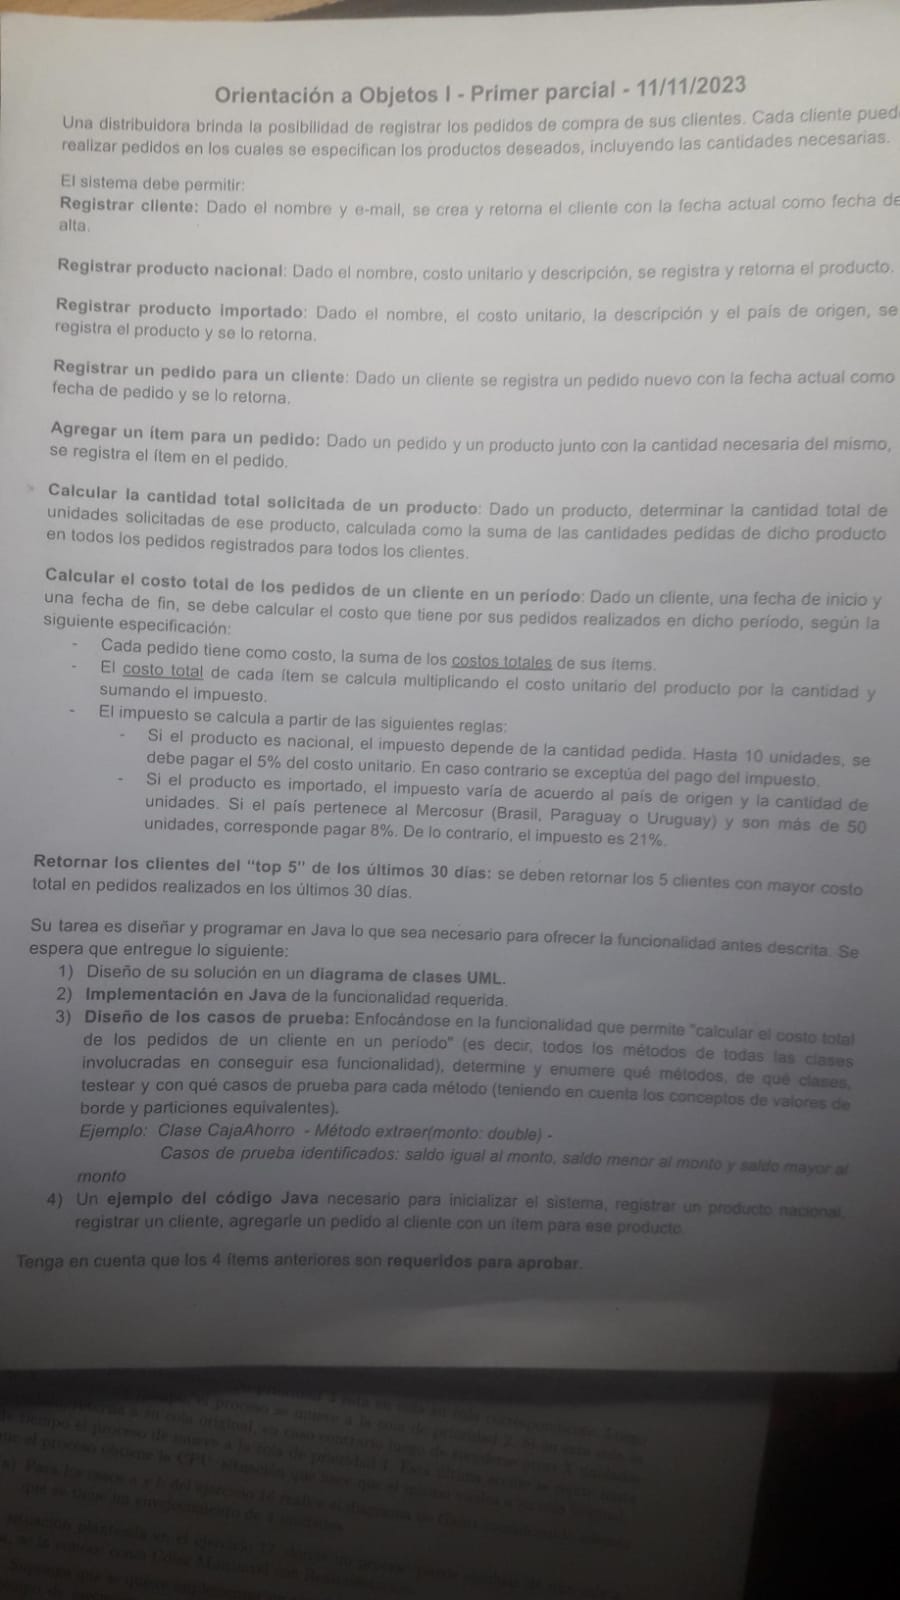 Orientación a Objetos I - Primer parcial - 11/11/2023
Una distribuidora brinda la posibilidad de registrar los pedidos de compra de sus clientes. Cada cliente pued
realizar pedidos en los cuales se especifican los productos deseados, incluyendo las cantidades necesarias.
El sistema debe permitir:
Registrar cliente: Dado el nombre y e-mail, se crea y retorna el cliente con la fecha actual como fecha de
alta.
Registrar producto nacional: Dado el nombre, costo unitario y descripción, se registra y retorna el producto.
Registrar producto importado: Dado el nombre, el costo unitario, la descripción y el país de origen, se
registra el producto y se lo retorna.
Registrar un pedido para un cliente: Dado un cliente se registra un pedido nuevo con la fecha actual como
fecha de pedido y se lo retorna.
Agregar un ítem para un pedido: Dado un pedido y un producto junto con la cantidad necesaria del mismo,
se registra el ítem en el pedido.
Calcular la cantidad total solicitada de un producto: Dado un producto, determinar la cantidad total de
unidades solicitadas de ese producto, calculada como la suma de las cantidades pedidas de dicho producto
en todos los pedidos registrados para todos los clientes.
Calcular el costo total de los pedidos de un cliente en un período: Dado un cliente, una fecha de inicio y
una fecha de fin, se debe calcular el costo que tiene por sus pedidos realizados en dicho período, según la
siguiente especificación:
- Cada pedido tiene como costo, la suma de los costos totales de sus ítems.
- El costo total de cada ítem se calcula multiplicando el costo unitario del producto por la cantidad y
sumando el impuesto.
- El impuesto se calcula a partir de las siguientes reglas:
- Si el producto es nacional, el impuesto depende de la cantidad pedida. Hasta 10 unidades, se
debe pagar el 5% del costo unitario. En caso contrario se exceptúa del pago del impuesto.
- Si el producto es importado, el impuesto varía de acuerdo al país de origen y la cantidad de
unidades. Si el país pertenece al Mercosur (Brasil, Paraguay o Uruguay) y son más de 50
unidades, corresponde pagar 8%. De lo contrario, el impuesto es 21%.
Retornar los clientes del "top 5" de los últimos 30 días: se deben retornar los 5 clientes con mayor costo
total en pedidos realizados en los últimos 30 días.
Su tarea es diseñar y programar en Java lo que sea necesario para ofrecer la funcionalidad antes descrita. Se
espera que entregue lo siguiente:
1) Diseño de su solución en un diagrama de clases UML.
2) Implementación en Java de la funcionalidad requerida.
3) Diseño de los casos de prueba: Enfocándose en la funcionalidad que permite "calcular el costo total
de los pedidos de un cliente en un período" (es decir, todos los métodos de todas las clases
involucradas en conseguir esa funcionalidad), determine y enumere qué métodos, de qué clases,
testear y con qué casos de prueba para cada método (teniendo en cuenta los conceptos de valores de
borde y particiones equivalentes).
Ejemplo: Clase CajaAhorro - Método extraer(monto: double) -
Casos de prueba identificados: saldo igual al monto, saldo menor al monto y saldo mayor al
monto
4) Un ejemplo del código Java necesario para inicializar el sistema, registrar un producto nacional,
registrar un cliente, agregarle un pedido al cliente con un ítem para ese producto.
Tenga en cuenta que los 4 ítems anteriores son requeridos para aprobar.